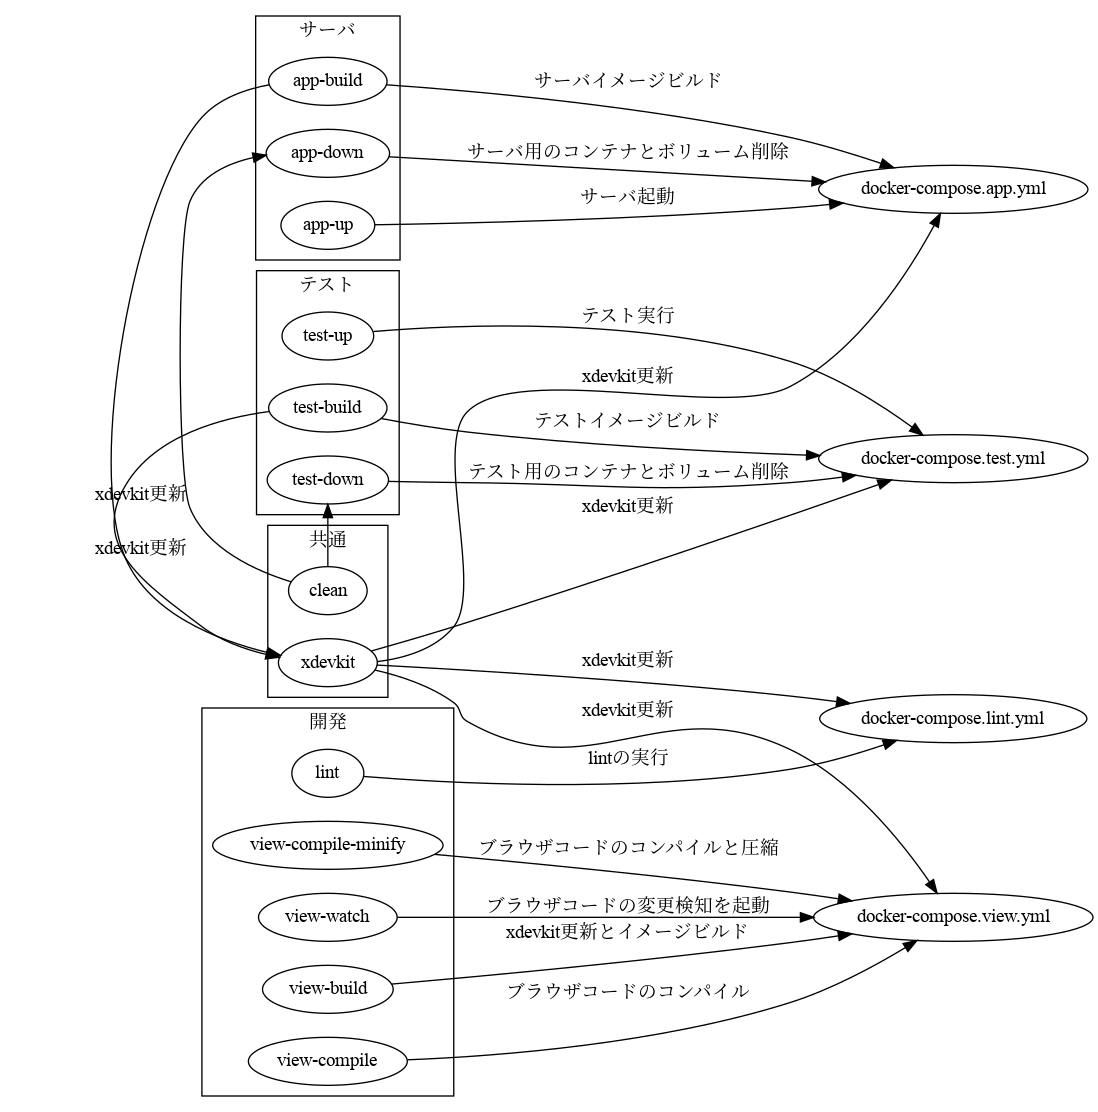 サーバ
app-build
サーバイメージビルド
app-down
サーバ用のコンテナとボリューム削除
docker-compose.app.yml
サーバ起動
app-up
テスト
テスト実行
test-up
xdevkit更新
test-build
テストイメージビルド
docker-compose.test.yml
テスト用のコンテナとボリューム削除
test-down
xdevkit更新
xdevkit更新
共通
xdevkit更新
clean
xdevkit
xdevkit更新
xdevkit更新
docker-compose.lint.yml
開発
lintの実行
lint
view-compile-minify
ブラウザコードのコンパイルと圧縮
ブラウザコードの変更検知を起動
view-watch
docker-compose.view.yml
xdevkit更新とイメージビルド
view-build
ブラウザコードのコンパイル
view-compile